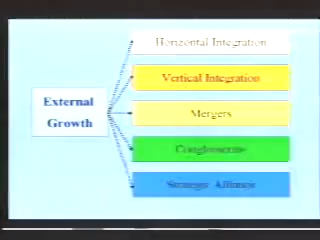 Horizontal Integration
Vertical Integration
External
Growth
Mergers
Conglomerate
Strategic Alliance